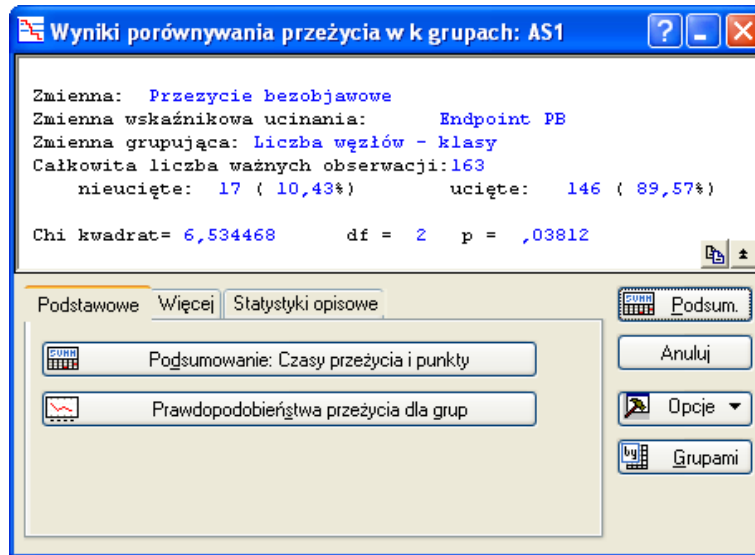 Wyniki porównywania przeżycia w k grupach: AS1
Zmienna: Przezycie bezobjawowe
Zmienna wskaźnikowa ucinania: Endpoint PB
Zmienna grupująca: Liczba węzłów - klasy
Całkowita liczba ważnych obserwacji:163
nieucięte: 17 ( 10,43%) ucięte: 146 ( 89,57%)
Chi kwadrat= 6,534468 df = 2 p = ,03812
Podstawowe Więcej Statystyki opisowe
Podsumowanie: Czasy przeżycia i punkty
Prawdopodobieństwa przeżycia dla grup
Podsum.
Anuluj
Opcje
Grupami